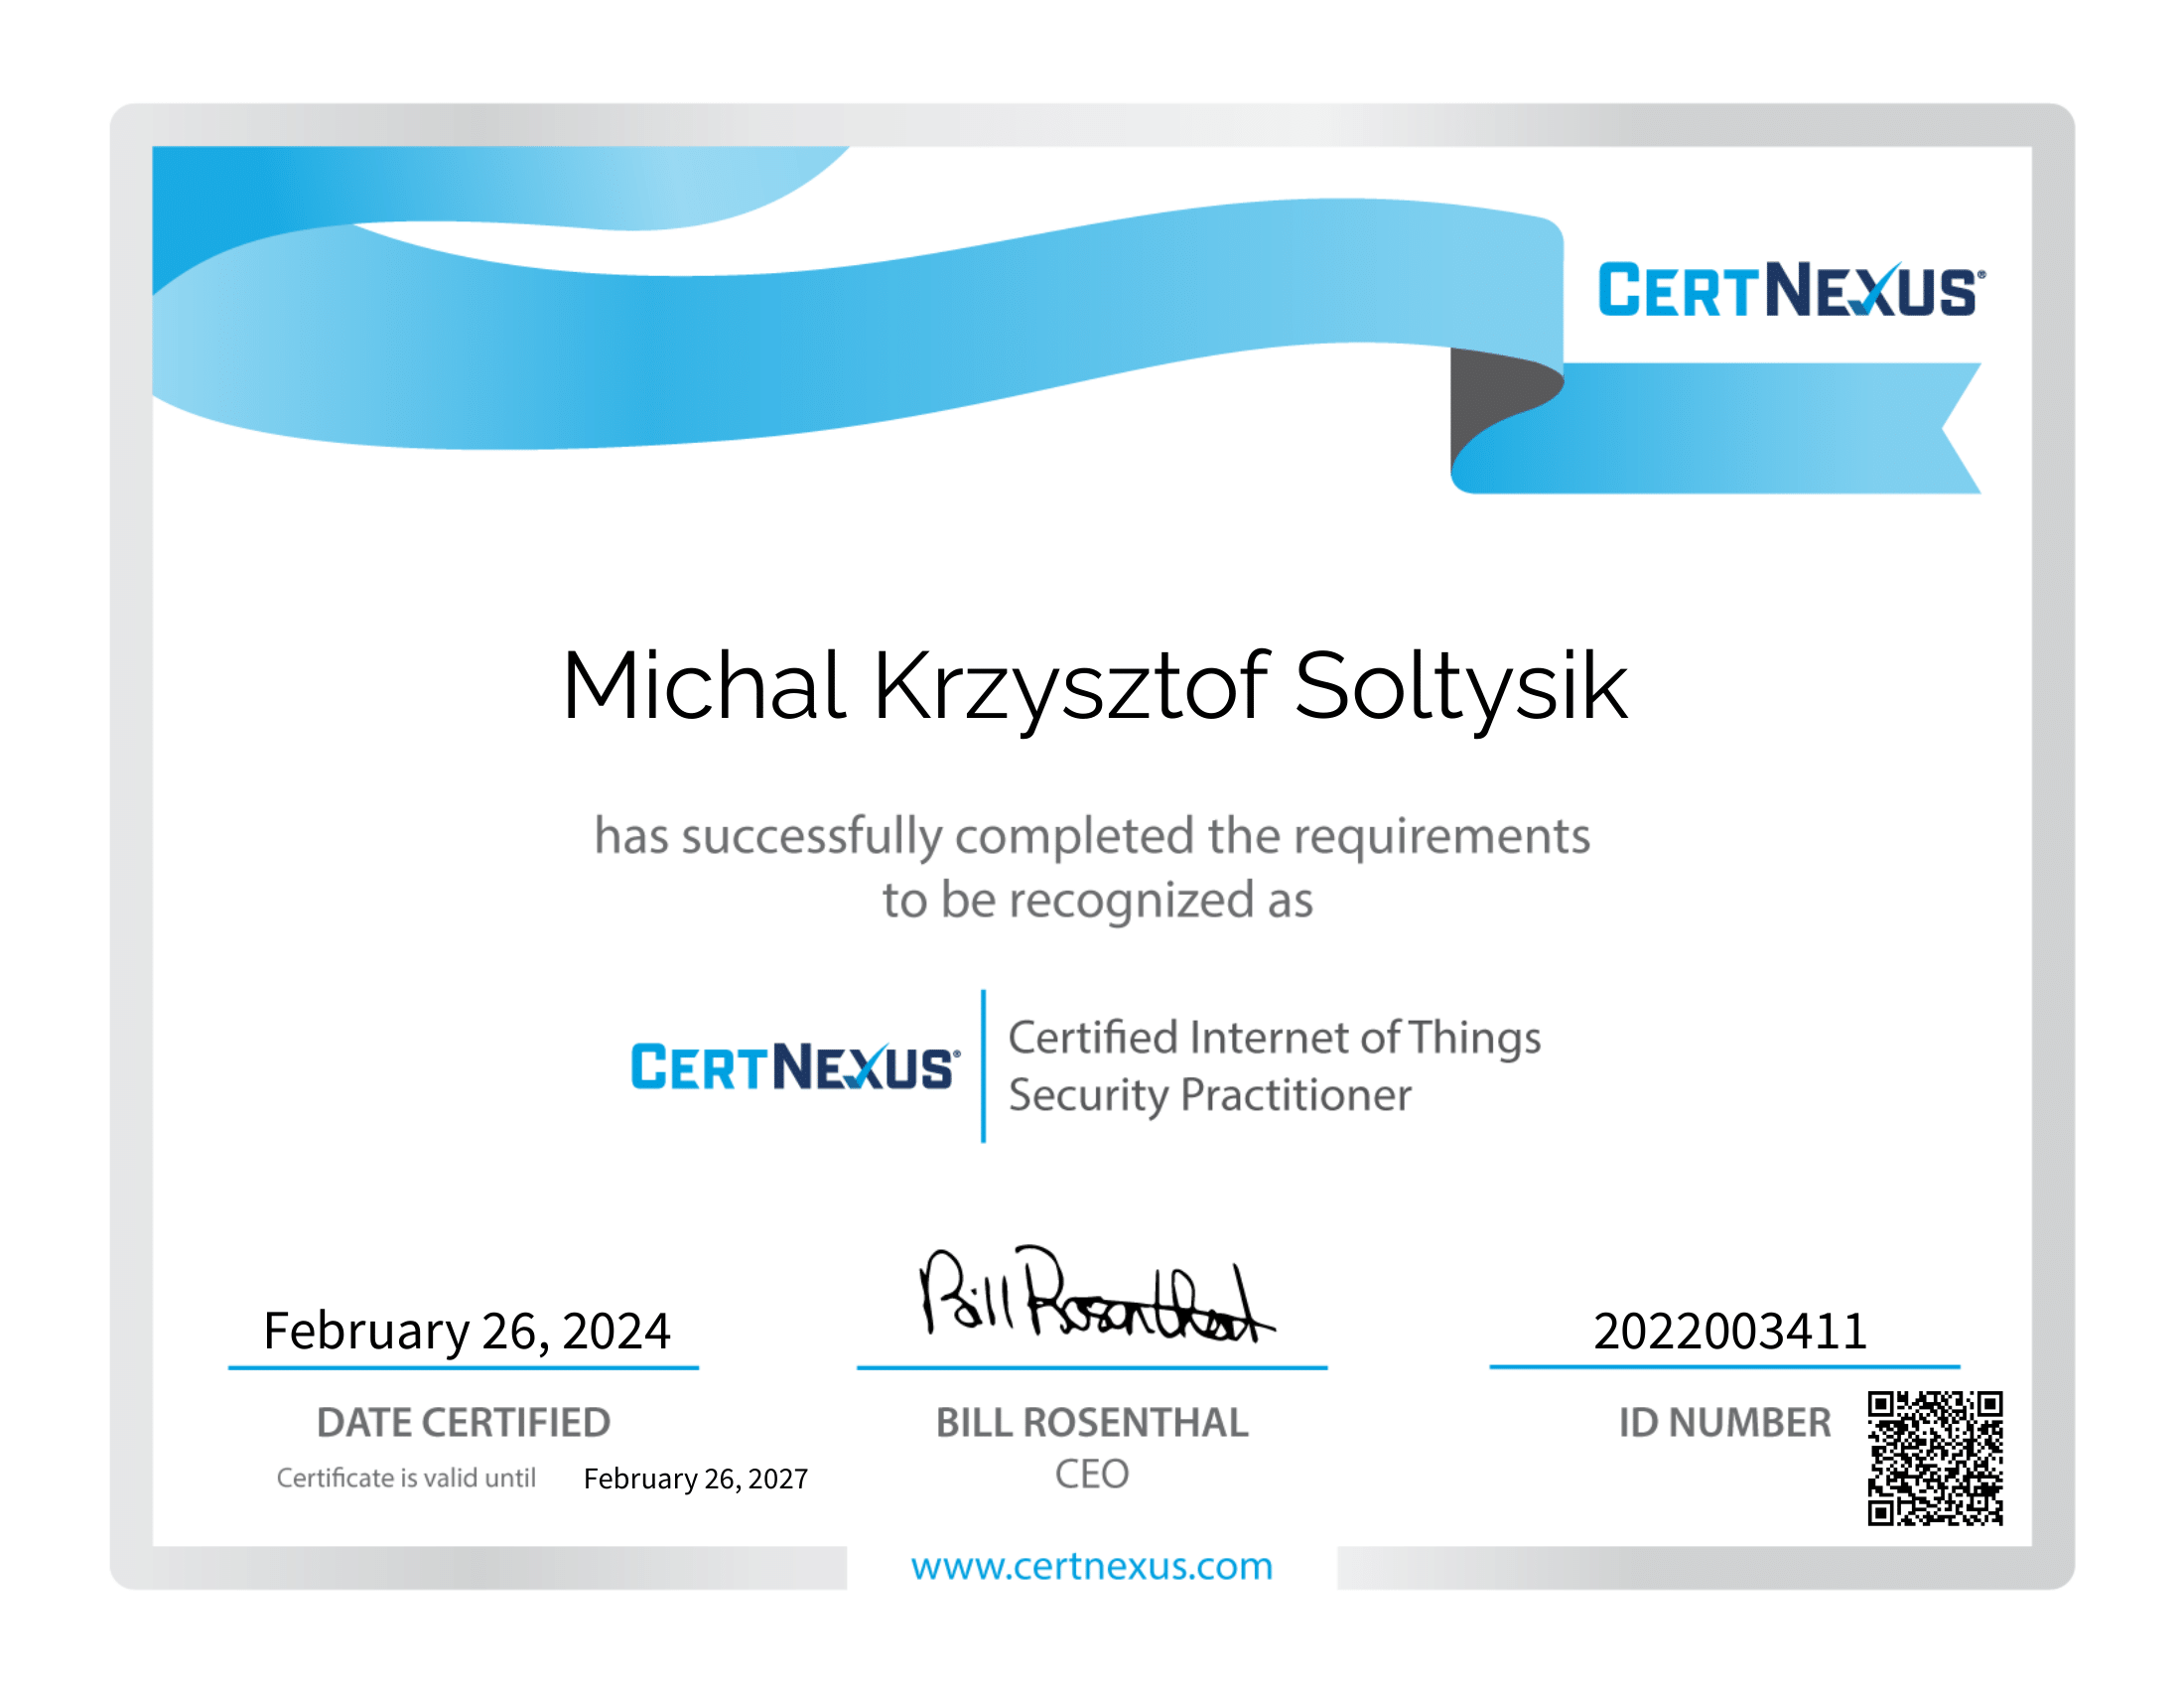 CERTNEXUS®
Michal Krzysztof Soltysik
has successfully completed the requirements
to be recognized as
CERTNEXUS®
Certified Internet of Things
Security Practitioner
Bill Rosenthal
February 26, 2024
2022003411
DATE CERTIFIED
BILL ROSENTHAL
ID NUMBER
Certificate is valid until February 26, 2027
CEO
www.certnexus.com